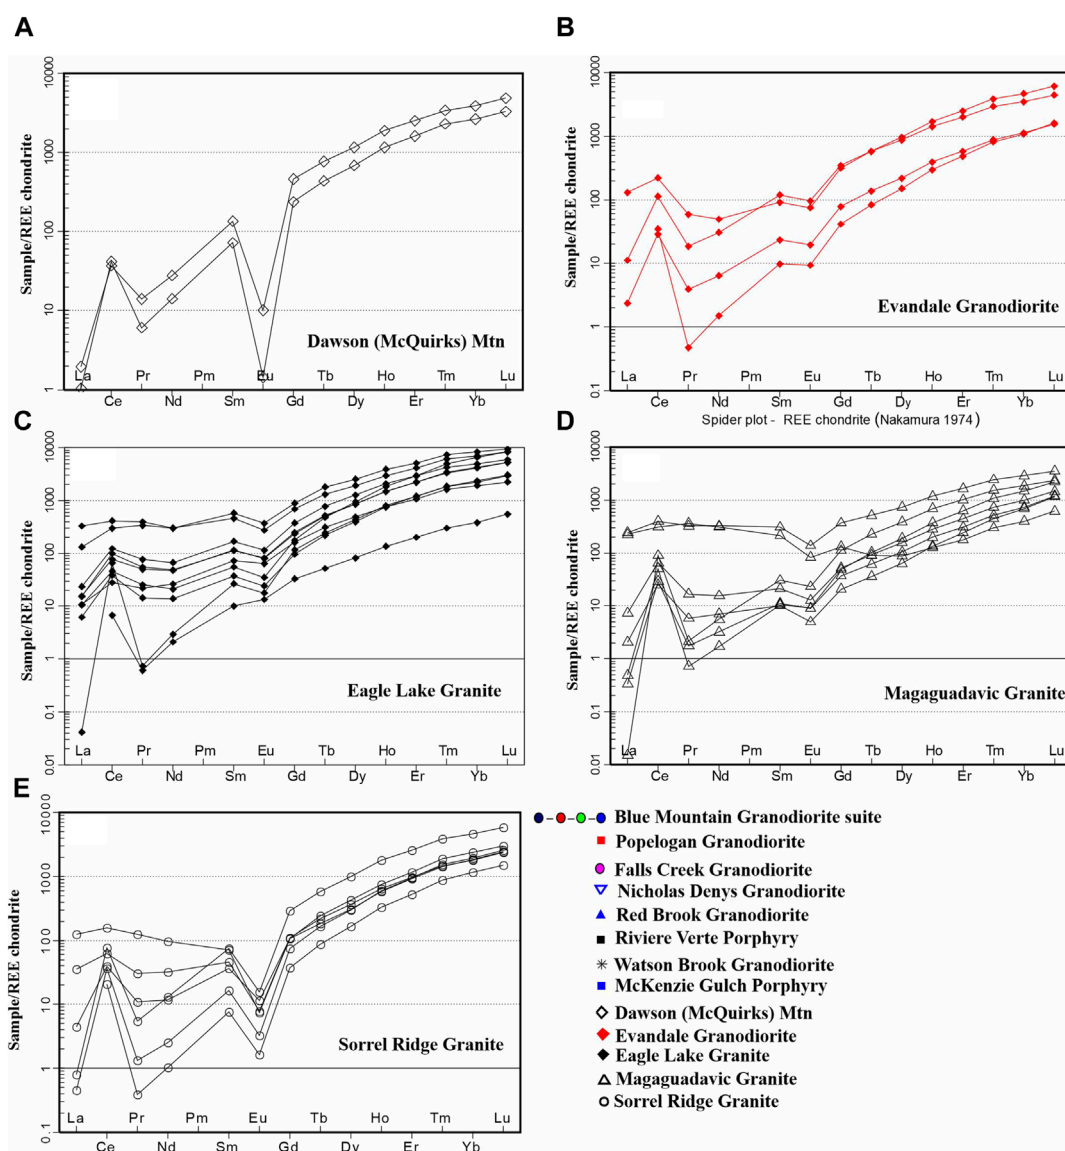 A
B
10000
1000
100
10
1
Sample/REE chondrite
Dawson (McQuirks) Mtn
La Pr Pm Eu Tb Ho Tm Lu
Ce Nd Sm Gd Dy Er Yb
10000
1000
100
10
1
0.1
Sample/REE chondrite
Evandale Granodiorite
La Pr Pm Eu Tb Ho Tm Lu
Ce Nd Sm Gd Dy Er Yb
Spider plot - REE chondrite (Nakamura 1974)
C
D
10000
1000
100
10
1
0.1
0.01
Sample/REE chondrite
Eagle Lake Granite
La Pr Pm Eu Tb Ho Tm Lu
Ce Nd Sm Gd Dy Er Yb
10000
1000
100
10
1
0.1
0.01
Sample/REE chondrite
Magaguadavic Granite
La Pr Pm Eu Tb Ho Tm Lu
Ce Nd Sm Gd Dy Er Yb
E
10000
1000
100
10
1
0.1
Sample/REE chondrite
Sorrel Ridge Granite
La Pr Pm Eu Tb Ho Tm Lu
Ce Nd Sm Gd Dy Er Yb
Blue Mountain Granodiorite suite
Popelogan Granodiorite
Falls Creek Granodiorite
Nicholas Denys Granodiorite
Red Brook Granodiorite
Riviere Verte Porphyry
Watson Brook Granodiorite
McKenzie Gulch Porphyry
Dawson (McQuirks) Mtn
Evandale Granodiorite
Eagle Lake Granite
Magaguadavic Granite
Sorrel Ridge Granite